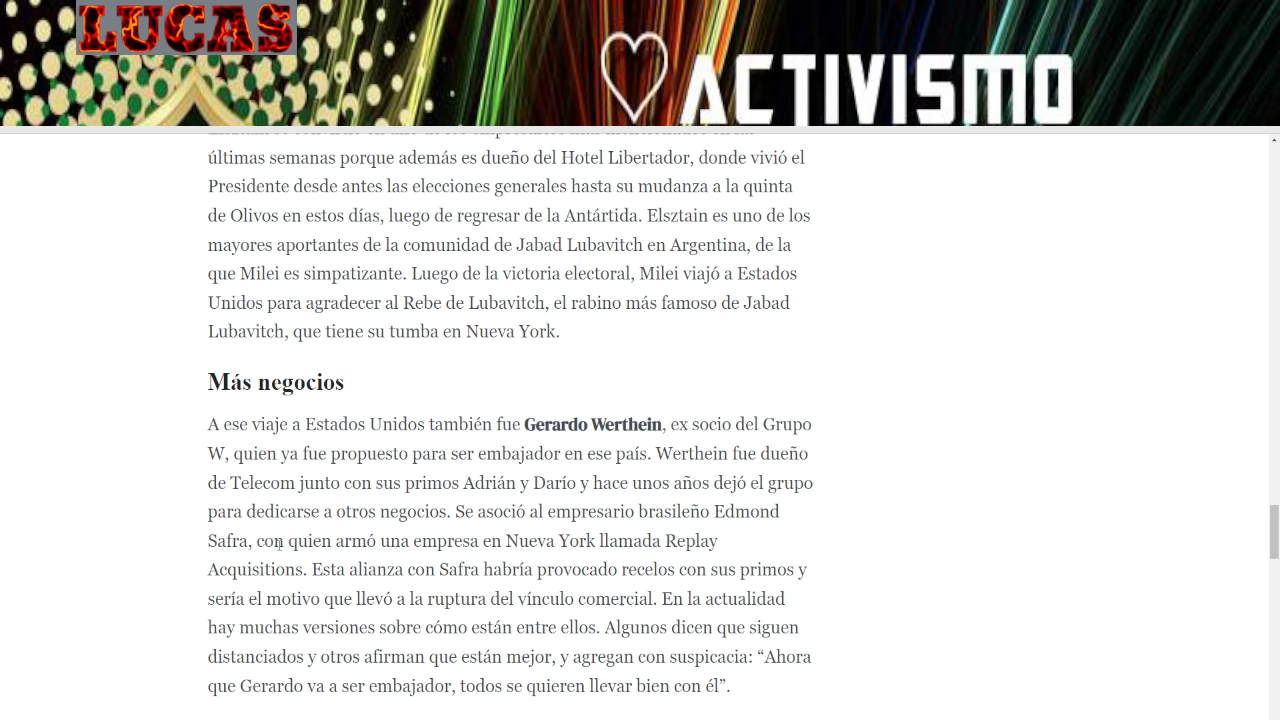 LUCAS
ACTIVISMO
últimas semanas porque además es dueño del Hotel Libertador, donde vivió el
Presidente desde antes las elecciones generales hasta su mudanza a la quinta
de Olivos en estos días, luego de regresar de la Antártida. Elsztain es uno de los
mayores aportantes de la comunidad de Jabad Lubavitch en Argentina, de la
que Milei es simpatizante. Luego de la victoria electoral, Milei viajó a Estados
Unidos para agradecer al Rebe de Lubavitch, el rabino más famoso de Jabad
Lubavitch, que tiene su tumba en Nueva York.
Más negocios
A ese viaje a Estados Unidos también fue Gerardo Werthein, ex socio del Grupo
W, quien ya fue propuesto para ser embajador en ese país. Werthein fue dueño
de Telecom junto con sus primos Adrián y Darío y hace unos años dejó el grupo
para dedicarse a otros negocios. Se asoció al empresario brasileño Edmond
Safra, con quien armó una empresa en Nueva York llamada Replay
Acquisitions. Esta alianza con Safra habría provocado recelos con sus primos y
sería el motivo que llevó a la ruptura del vínculo comercial. En la actualidad
hay muchas versiones sobre cómo están entre ellos. Algunos dicen que siguen
distanciados y otros afirman que están mejor, y agregan con suspicacia: “Ahora
que Gerardo va a ser embajador, todos se quieren llevar bien con él”.